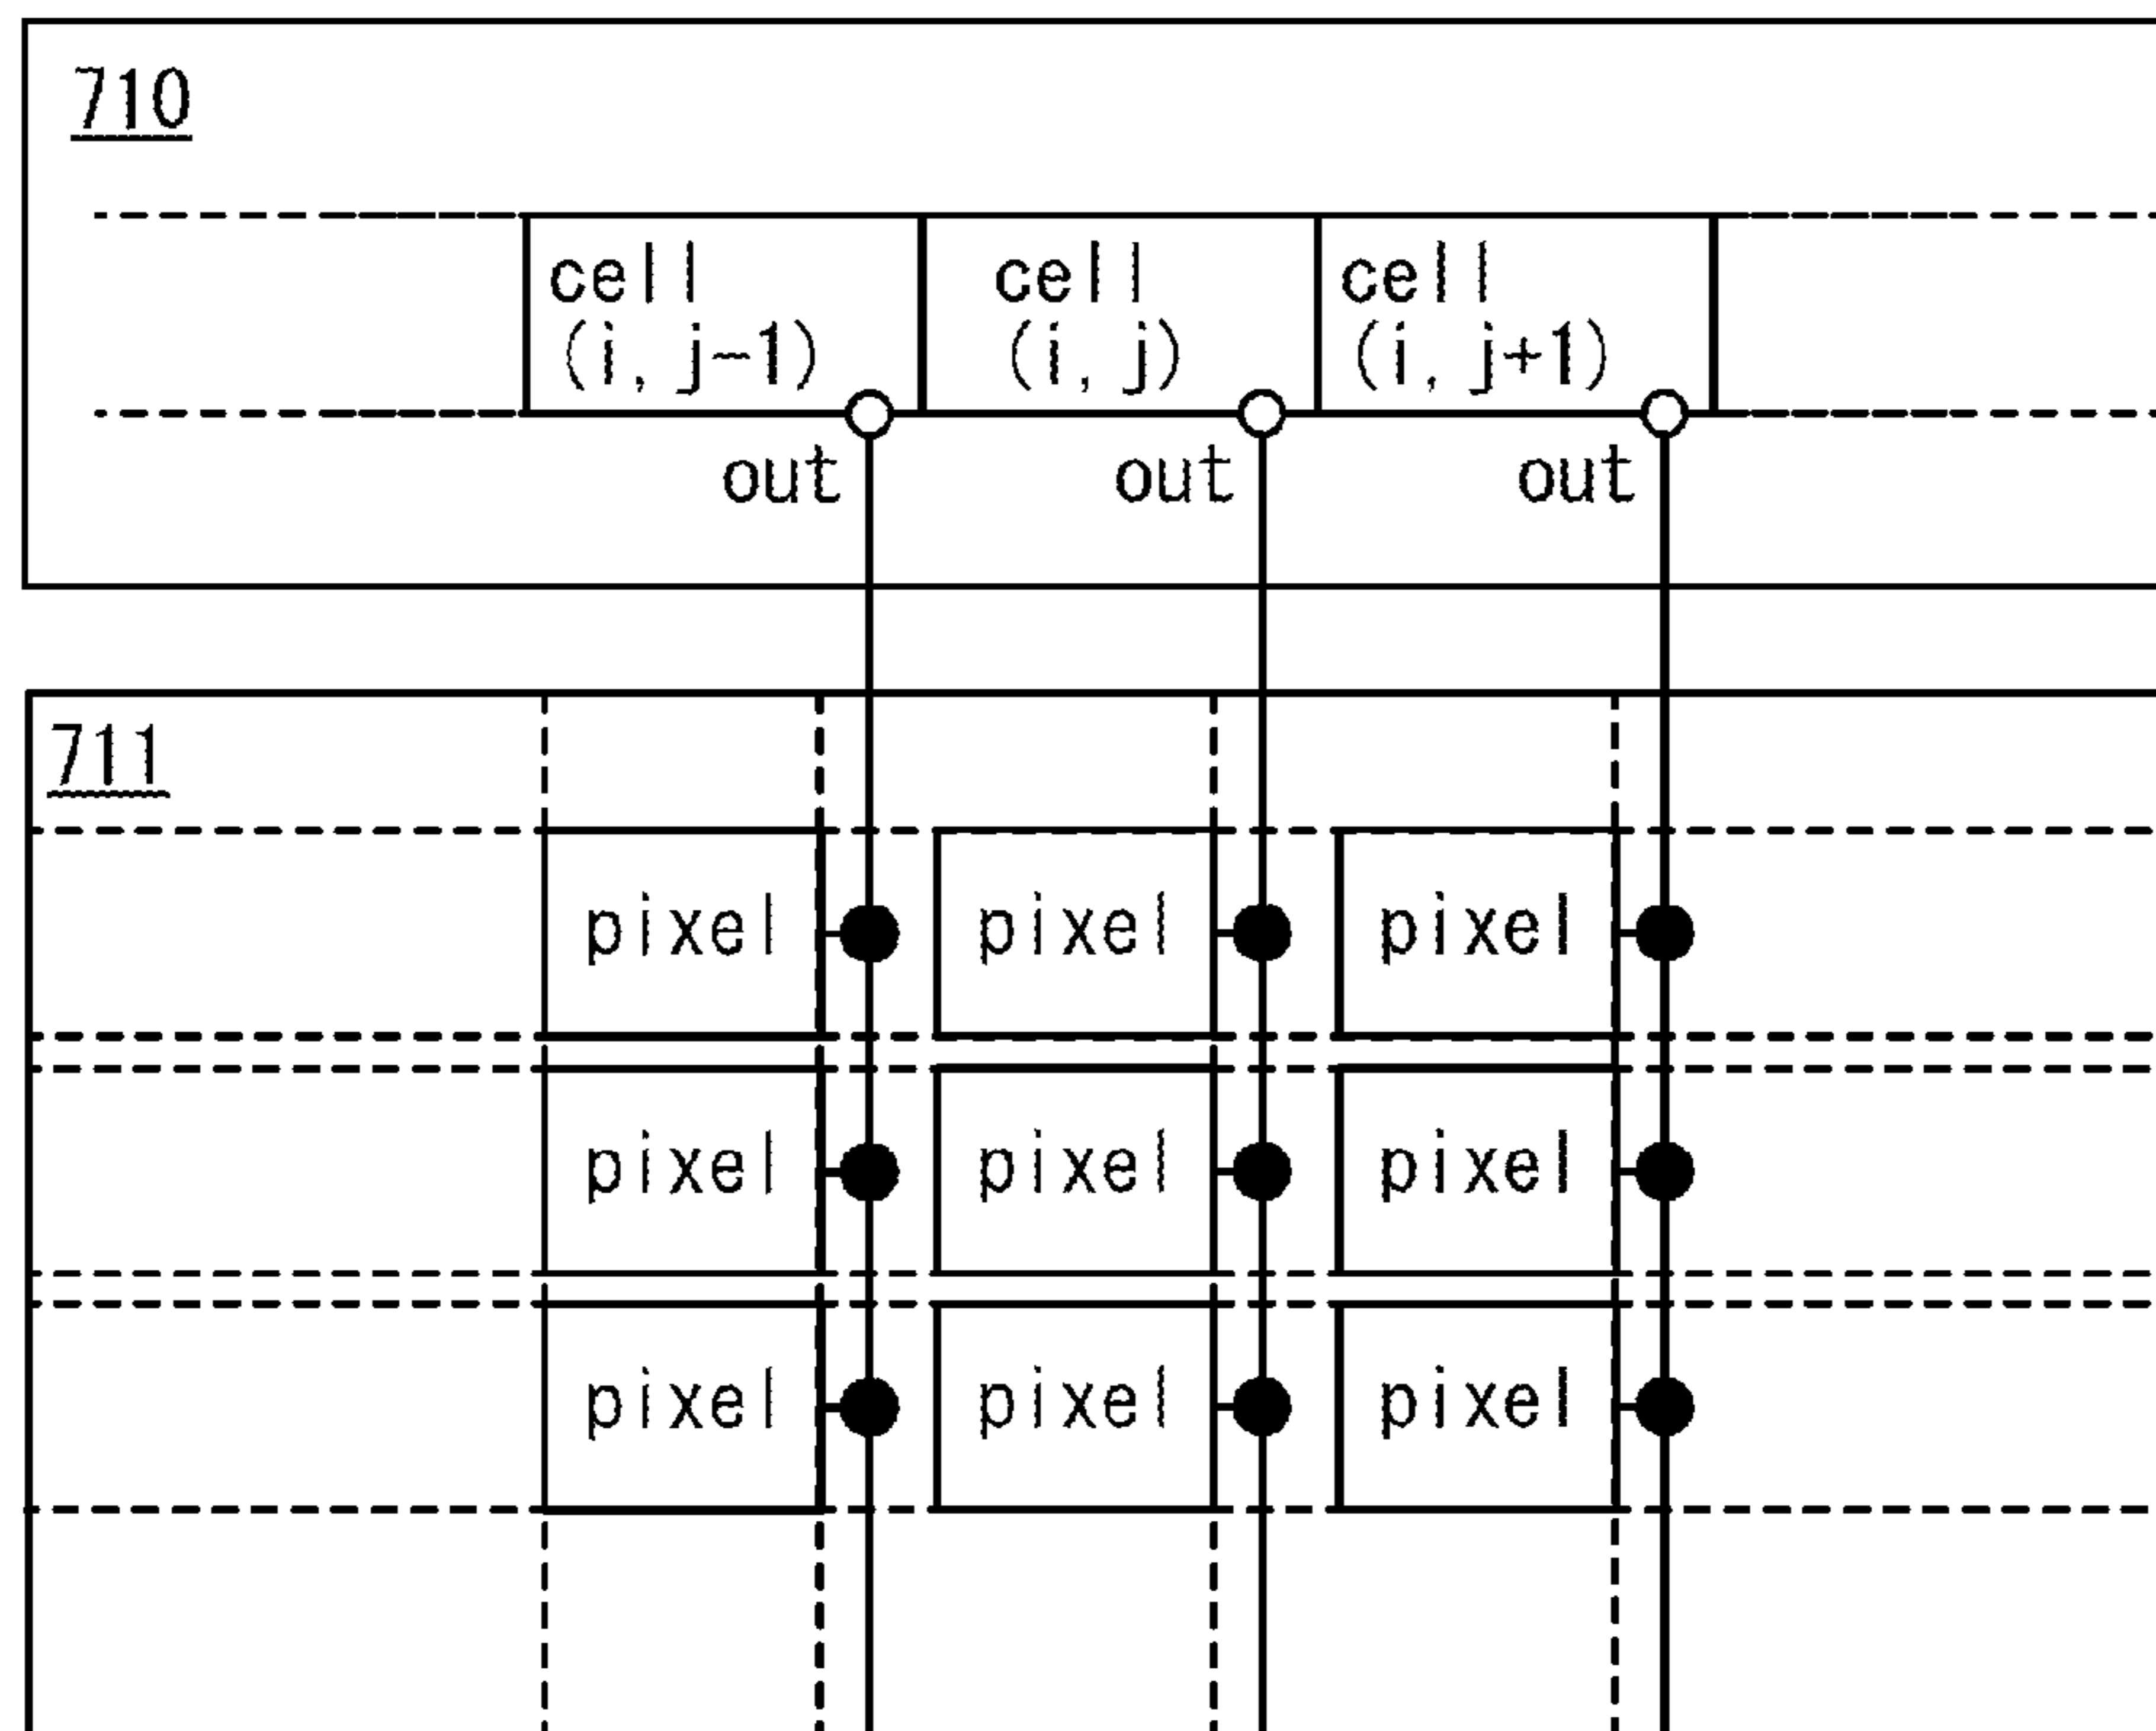 710
cell cell cell
(i, j-1) (i, j) (i, j+1)
out out out
711
pixel pixel pixel
pixel pixel pixel
pixel pixel pixel